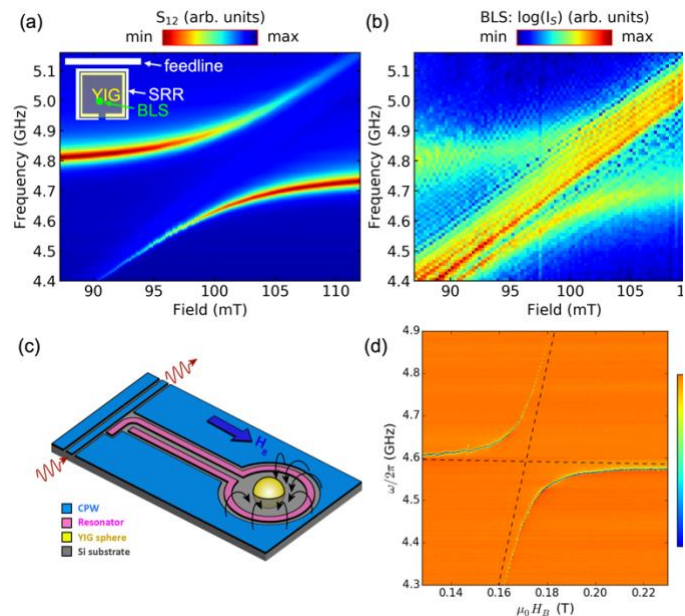 (a)
S12 (arb. units)
min max
feedline
YIG
SRR
BLS
Frequency (GHz)
5.1
5.0
4.9
4.8
4.7
4.6
4.5
4.4
90 95 100 105 110
Field (mT)
(b)
BLS: log(IS) (arb. units)
min max
Frequency (GHz)
5.1
5.0
4.9
4.8
4.7
4.6
4.5
4.4
90 95 100 105
Field (mT)
(c)
CPW
Resonator
YIG sphere
Si substrate
(d)
ω/2π (GHz)
4.9
4.8
4.7
4.6
4.5
4.4
4.3
0.14 0.16 0.18 0.20 0.22
μ0HB (T)